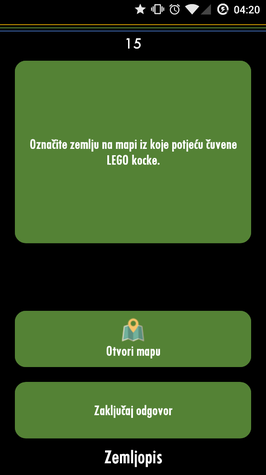 04:20
15
Označite zemlju na mapi iz koje potječu čuvene
LEGO kocke.
Otvori mapu
Zaključaj odgovor
Zemljopis